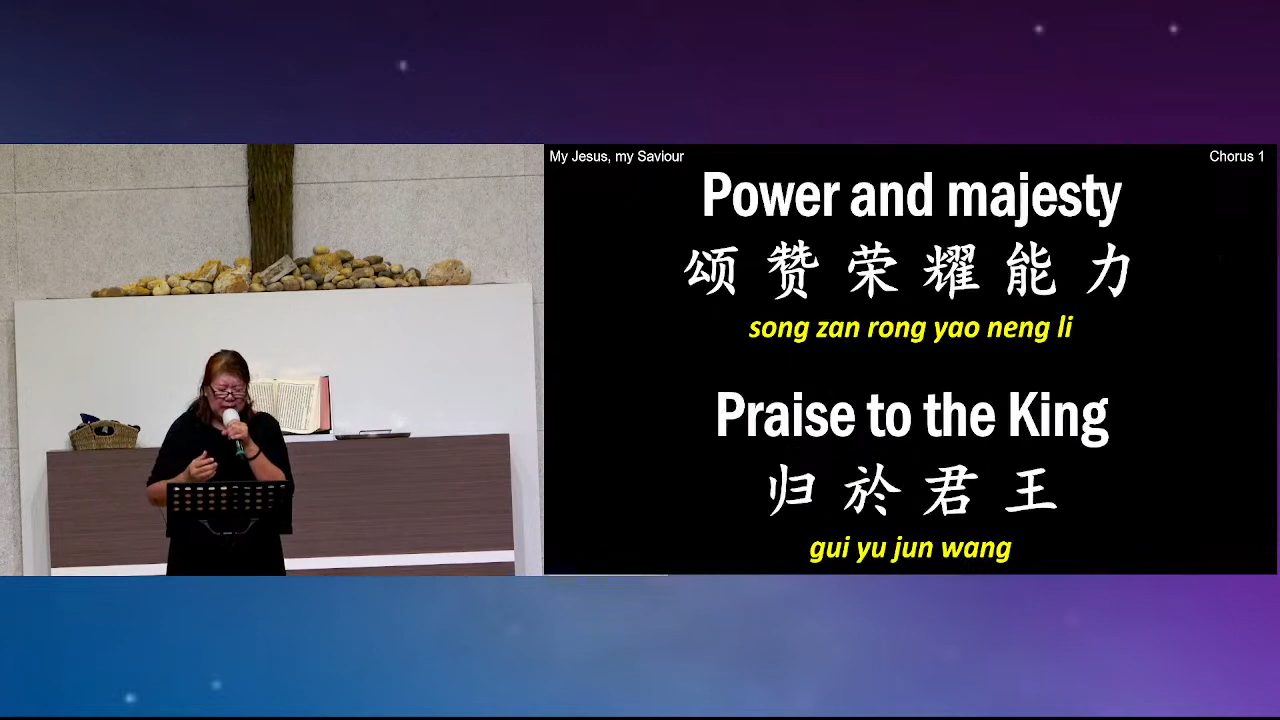 My Jesus, my Saviour
Chorus 1
Power and majesty
颂 赞 荣 耀 能 力
song zan rong yao neng li
Praise to the King
归 於 君 王
gui yu jun wang